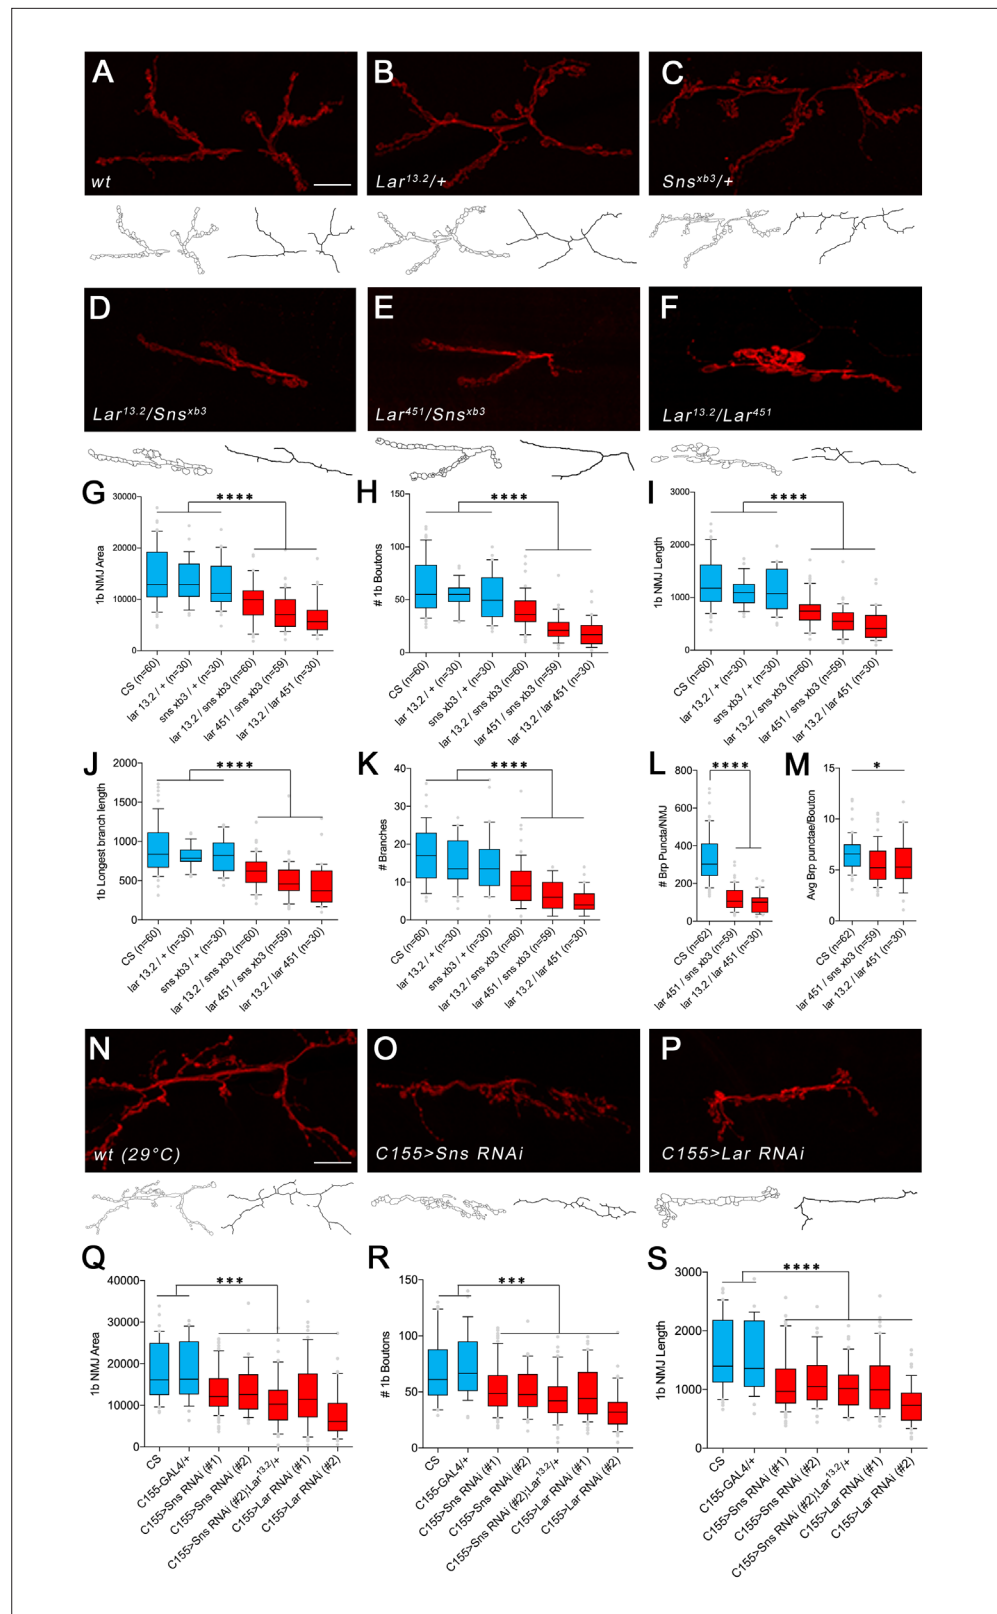 A
B
C
wt
Lar13.2/+
Snsxb3/+
D
E
F
Lar13.2/Snsxb3
Lar451/Snsxb3
Lar13.2/Lar451
G
****
1b NMJ Area
30000
20000
10000
0
CS (n=60)
lar 13.2 / + (n=30)
sns xb3 / + (n=30)
lar 13.2 / sns xb3 (n=60)
lar 451 / sns xb3 (n=59)
lar 13.2 / lar 451 (n=30)
H
****
# 1b Boutons
150
100
50
0
CS (n=60)
lar 13.2 / + (n=30)
sns xb3 / + (n=30)
lar 13.2 / sns xb3 (n=60)
lar 451 / sns xb3 (n=59)
lar 13.2 / lar 451 (n=30)
I
****
1b NMJ Length
3000
2000
1000
0
CS (n=60)
lar 13.2 / + (n=30)
sns xb3 / + (n=30)
lar 13.2 / sns xb3 (n=60)
lar 451 / sns xb3 (n=59)
lar 13.2 / lar 451 (n=30)
J
****
1b Longest branch length
2000
1500
1000
500
0
CS (n=60)
lar 13.2 / + (n=30)
sns xb3 / + (n=30)
lar 13.2 / sns xb3 (n=60)
lar 451 / sns xb3 (n=59)
lar 13.2 / lar 451 (n=30)
K
****
# Branches
40
30
20
10
0
CS (n=60)
lar 13.2 / + (n=30)
sns xb3 / + (n=30)
lar 13.2 / sns xb3 (n=60)
lar 451 / sns xb3 (n=59)
lar 13.2 / lar 451 (n=30)
L
****
# Brp Puncta/NMJ
800
600
400
200
0
CS (n=62)
lar 451 / sns xb3 (n=59)
lar 13.2 / lar 451 (n=30)
M
*
Avg Brp punctae/Bouton
15
10
5
0
CS (n=62)
lar 451 / sns xb3 (n=59)
lar 13.2 / lar 451 (n=30)
N
O
P
wt (29°C)
C155>Sns RNAi
C155>Lar RNAi
Q
***
1b NMJ Area
40000
30000
20000
10000
0
CS
C155-GAL4/+
C155>Sns RNAi (#1)
C155>Sns RNAi (#2)
C155>Sns RNAi (#2);Lar13.2/+
C155>Lar RNAi (#1)
C155>Lar RNAi (#2)
R
***
# 1b Boutons
150
100
50
0
CS
C155-GAL4/+
C155>Sns RNAi (#1)
C155>Sns RNAi (#2)
C155>Sns RNAi (#2);Lar13.2/+
C155>Lar RNAi (#1)
C155>Lar RNAi (#2)
S
****
1b NMJ Length
3000
2000
1000
0
CS
C155-GAL4/+
C155>Sns RNAi (#1)
C155>Sns RNAi (#2)
C155>Sns RNAi (#2);Lar13.2/+
C155>Lar RNAi (#1)
C155>Lar RNAi (#2)